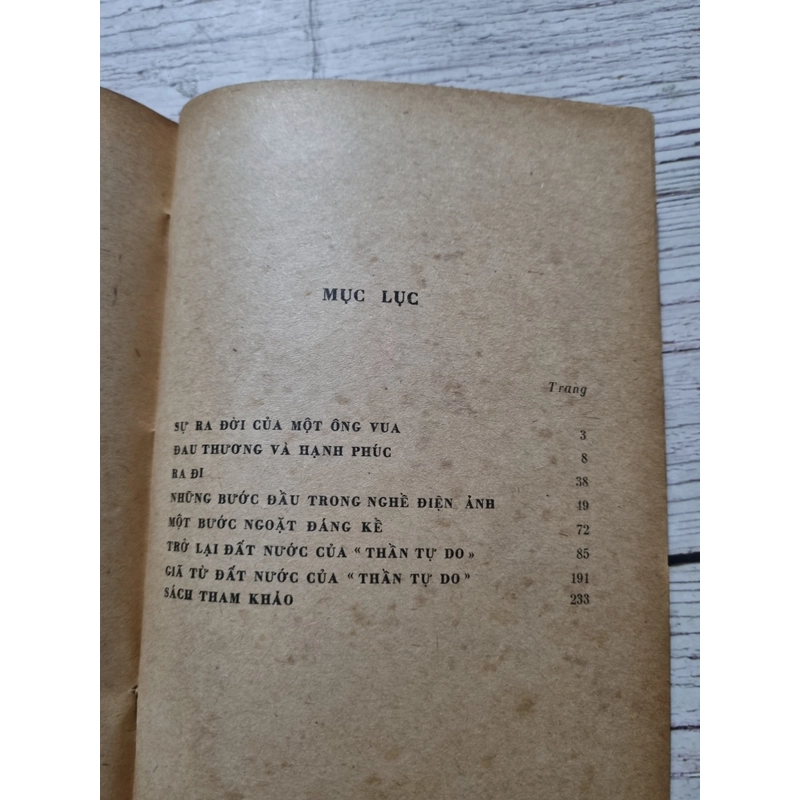 MỤC LỤC
Trang
SỰ RA ĐỜI CỦA MỘT ÔNG VUA 3
ĐAU THƯƠNG VÀ HẠNH PHÚC 8
RA ĐI 38
NHỮNG BƯỚC ĐẦU TRONG NGHỀ ĐIỆN ẢNH 49
MỘT BƯỚC NGOẶT ĐÁNG KỂ 72
TRỞ LẠI ĐẤT NƯỚC CỦA « THẦN TỰ DO » 85
GIÃ TỪ ĐẤT NƯỚC CỦA “ THẦN TỰ DO ” 191
SÁCH THAM KHẢO 233